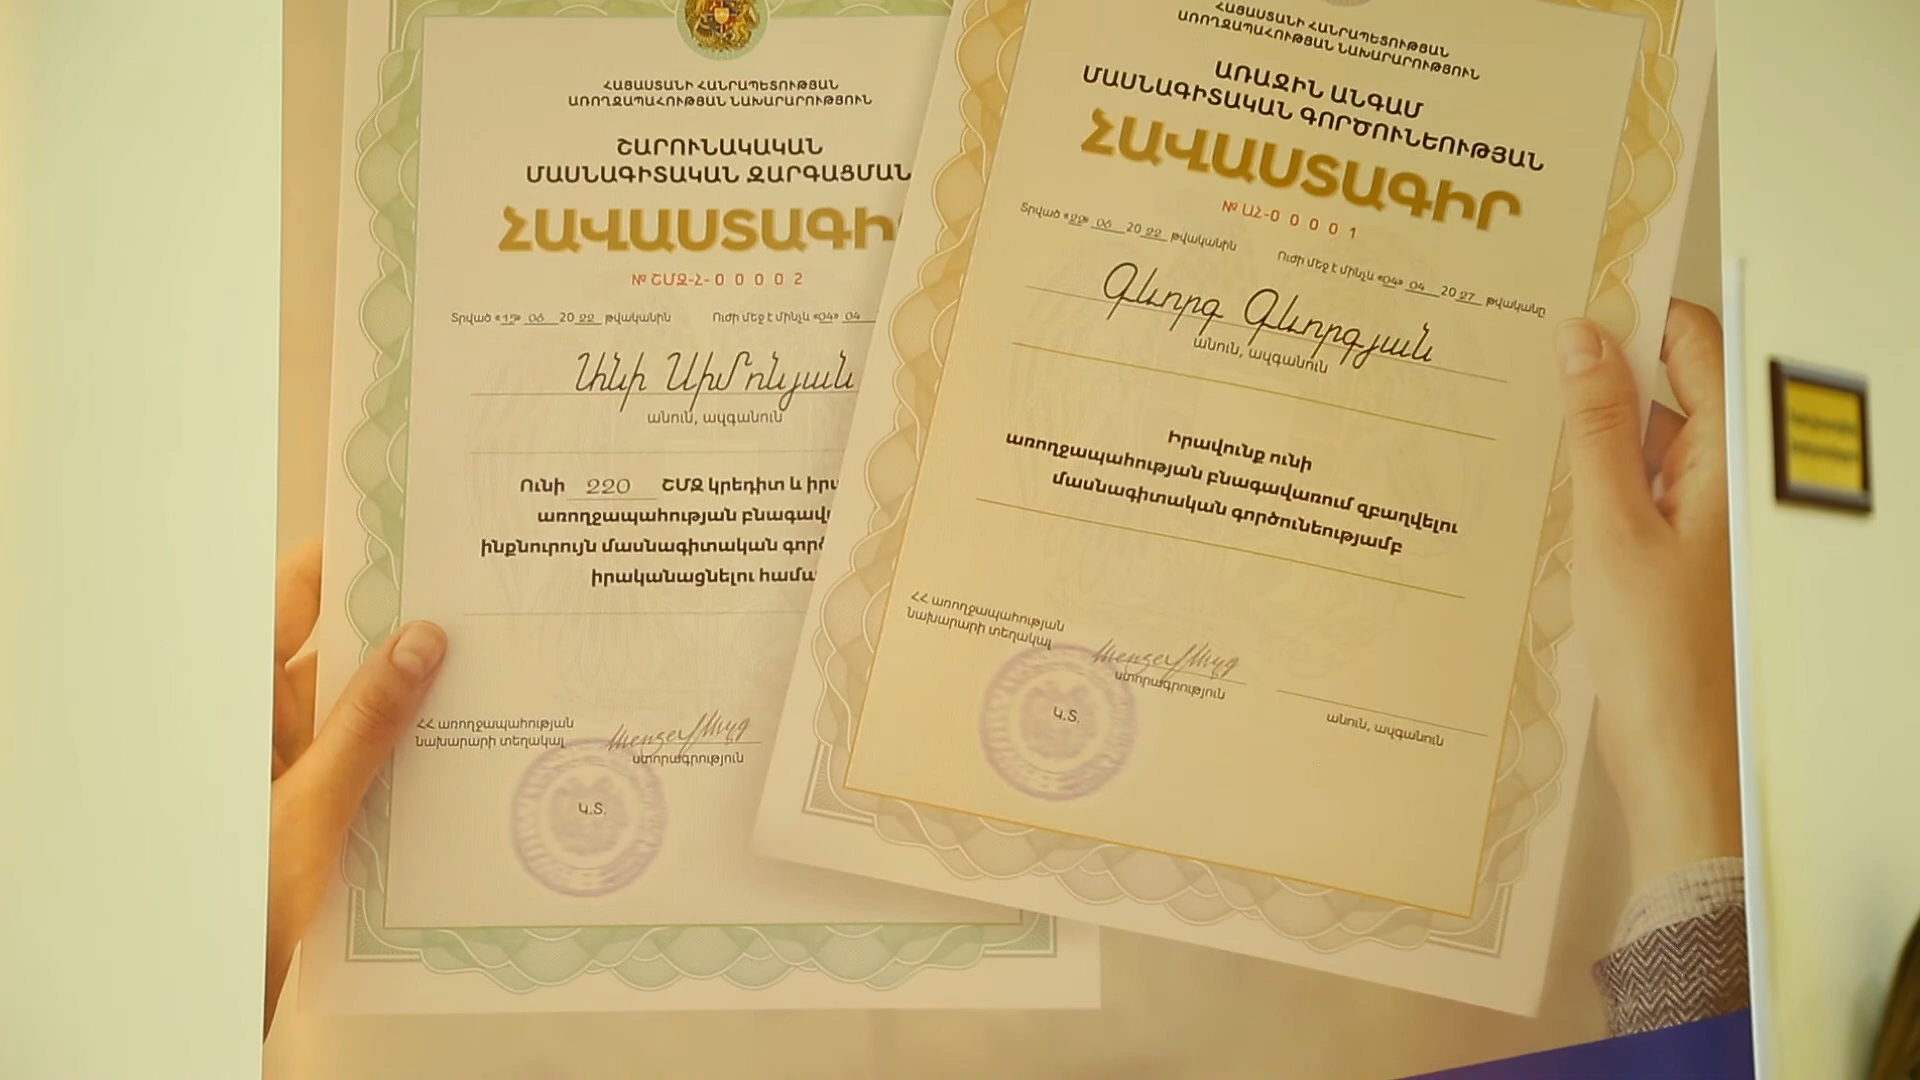 ՀԱՅԱՍՏԱՆԻ ՀԱՆՐԱՊԵՏՈՒԹՅԱՆ
ԱՌՈՂՋԱՊԱՀՈՒԹՅԱՆ ՆԱԽԱՐԱՐՈՒԹՅՈՒՆ
ՇԱՐՈՒՆԱԿԱԿԱՆ
ՄԱՍՆԱԳԻՏԱԿԱՆ ԶԱՐԳԱՑՄԱՆ
ՀԱՎԱՍՏԱԳԻ
№ ՇՄԶ-Հ-00002
Տրված «15» 06 2022 թվականին Ուժի մեջ է մինչև «04» 04
Անի Սիմոնյան
անուն, ազգանուն
Ունի 220 ՇՄԶ կրեդիտ և իրավ
առողջապահության բնագավ
ինքնուրույն մասնագիտական գործ
իրականացնելու համա
ՀՀ առողջապահության
նախարարի տեղակալ
ստորագրություն
Կ.Տ.
ՀԱՅԱՍՏԱՆԻ ՀԱՆՐԱՊԵՏՈՒԹՅԱՆ
ԱՌՈՂՋԱՊԱՀՈՒԹՅԱՆ ՆԱԽԱՐԱՐՈՒԹՅՈՒՆ
ԱՌԱՋԻՆ ԱՆԳԱՄ
ՄԱՍՆԱԳԻՏԱԿԱՆ ԳՈՐԾՈՒՆԵՈՒԹՅԱՆ
ՀԱՎԱՍՏԱԳԻՐ
№ ԱՀ-00001
Տրված «22» 06 2022 թվականին Ուժի մեջ է մինչև «04» 04 2027 թվականը
Գևորգ Գևորգյան
անուն, ազգանուն
Իրավունք ունի
առողջապահության բնագավառում զբաղվելու
մասնագիտական գործունեությամբ
ՀՀ առողջապահության
նախարարի տեղակալ
ստորագրություն
անուն, ազգանուն
Կ.Տ.